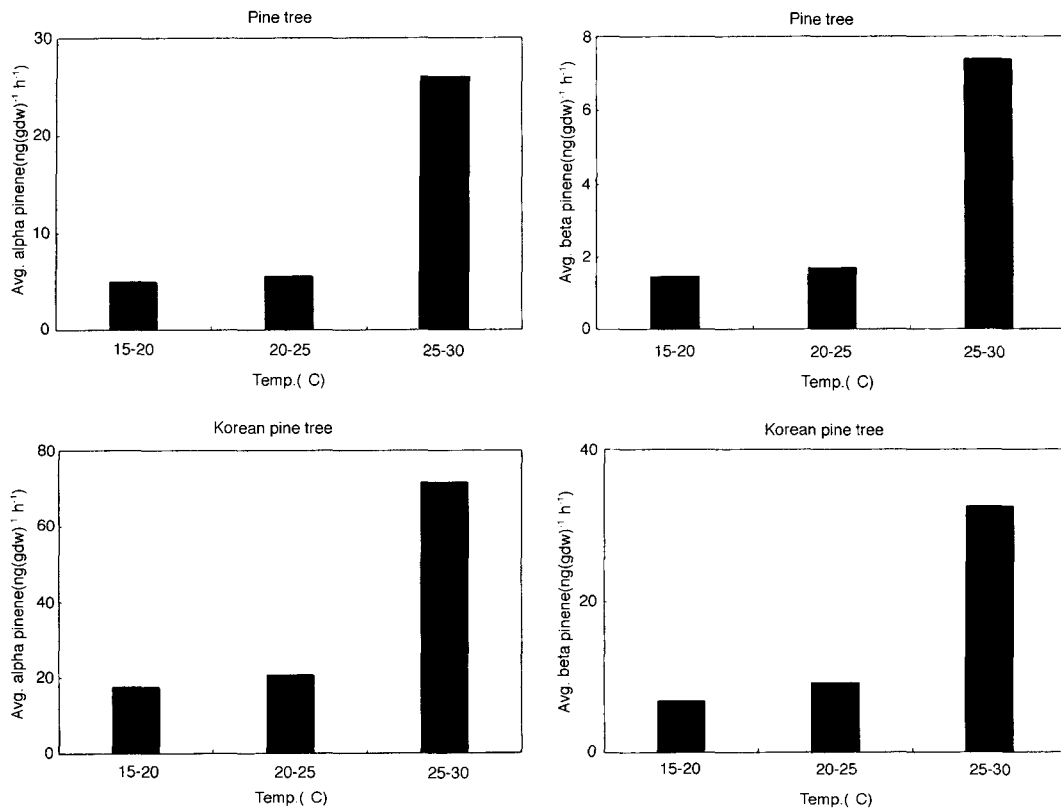 Pine tree
Avg. alpha pinene(ng(gdw)⁻¹ h⁻¹)
30
20
10
0
15-20 20-25 25-30
Temp.( C)
Pine tree
Avg. beta pinene(ng(gdw)⁻¹ h⁻¹)
8
6
4
2
0
15-20 20-25 25-30
Temp.( C)
Korean pine tree
Avg. alpha pinene(ng(gdw)⁻¹ h⁻¹)
80
60
40
20
0
15-20 20-25 25-30
Temp.( C)
Korean pine tree
Avg. beta pinene(ng(gdw)⁻¹ h⁻¹)
40
20
0
15-20 20-25 25-30
Temp.( C)